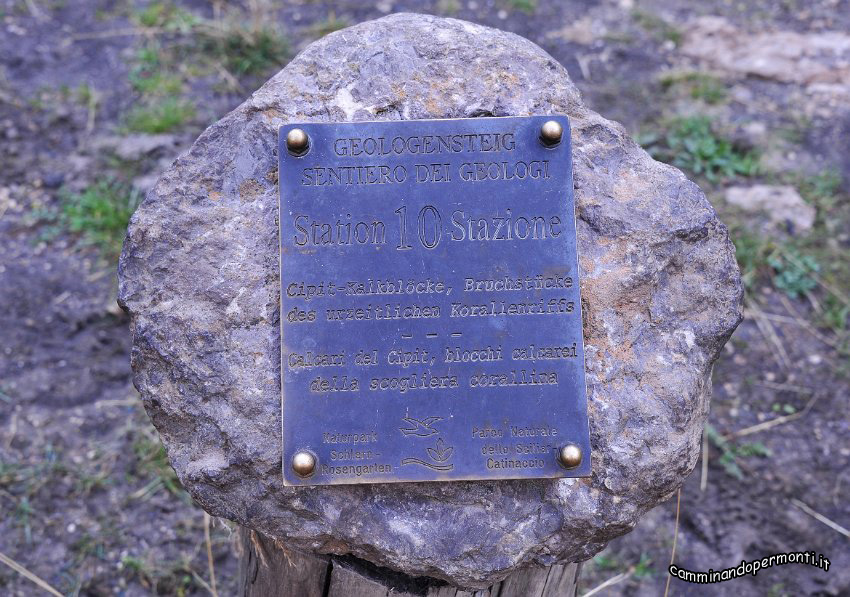 GEOLOGENSTEIG
SENTIERO DEI GEOLOGI
Station 10 Stazione
Cipit-Kalkblöcke, Bruchstücke
des urzeitlichen Korallenriffs
– – –
Calcari del Cipit, blocchi calcarei
della scogliera corallina
Naturpark
Schlern-
Rosengarten
Parco Naturale
dello Sciliar-
Catinaccio
camminandopermonti.it